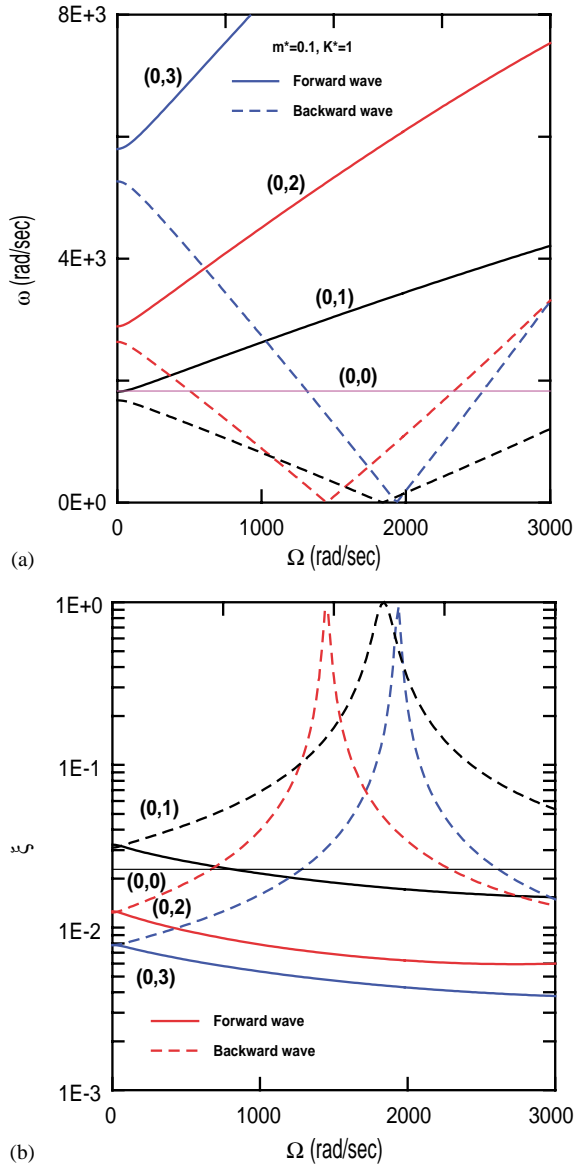 8E+3
(0,3)
m*=0.1, K*=1
Forward wave
Backward wave
(0,2)
ω (rad/sec)
4E+3
(0,1)
(0,0)
0E+0
0 1000 2000 3000
(a) Ω (rad/sec)
1E+0
1E-1
ξ
(0,1)
(0,0)
(0,2)
1E-2
(0,3)
Forward wave
Backward wave
1E-3
0 1000 2000 3000
(b) Ω (rad/sec)